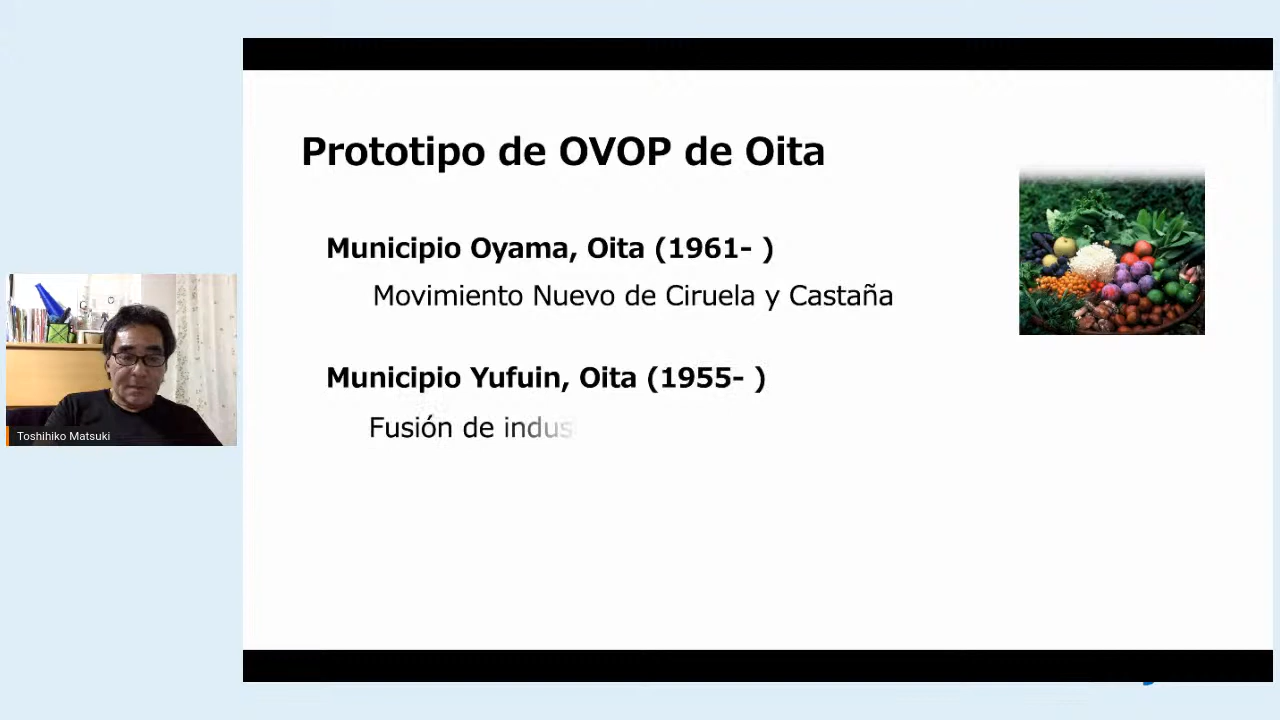 Prototipo de OVOP de Oita
Municipio Oyama, Oita (1961- )
Movimiento Nuevo de Ciruela y Castaña
Municipio Yufuin, Oita (1955- )
Fusión de indus
Toshihiko Matsuki